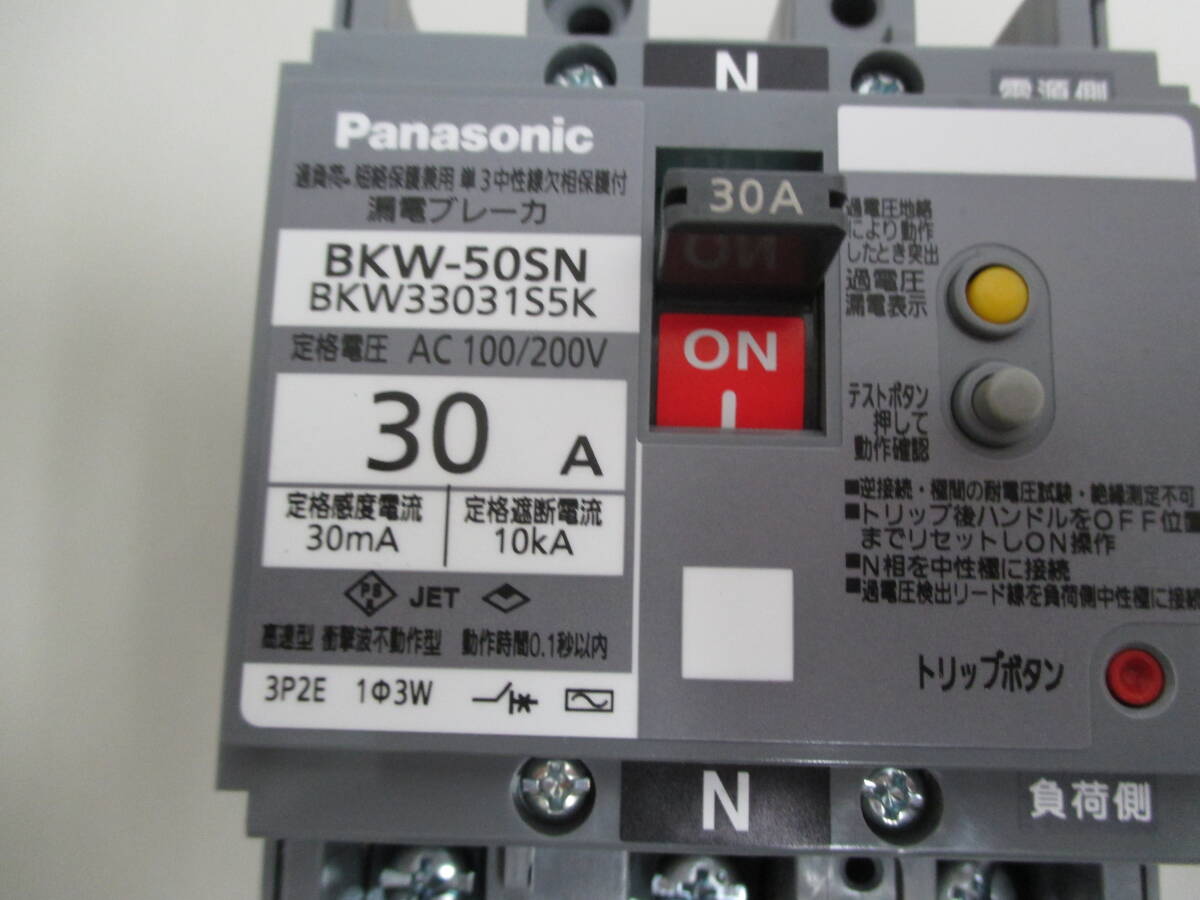 N
電源側
Panasonic
過負荷・短絡保護兼用 単3中性線欠相保護付
漏電ブレーカ
BKW-50SN
BKW33031S5K
定格電圧 AC 100/200V
30 A
定格感度電流
30mA
定格遮断電流
10kA
PS
E
JET
高速型 衝撃波不動作型 動作時間0.1秒以内
3P2E 1Φ3W
30A
ON
ON
過電圧地絡
により動作
したとき突出
過電圧
漏電表示
テストボタン
押して
動作確認
■逆接続・極間の耐電圧試験・絶縁測定不可
■トリップ後ハンドルをOFF位置
までリセットしON操作
■N相を中性極に接続
■過電圧検出リード線を負荷側中性極に接続
トリップボタン
N
負荷側